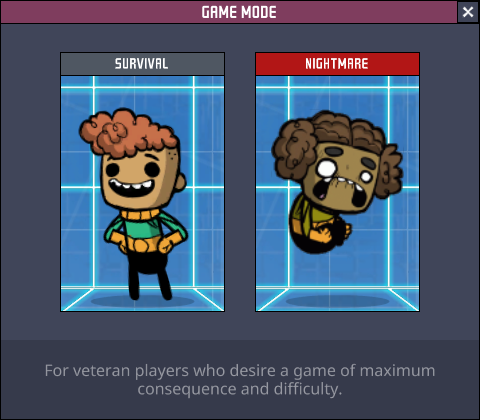 GAME MODE
SURVIVAL
NIGHTMARE
For veteran players who desire a game of maximum
consequence and difficulty.